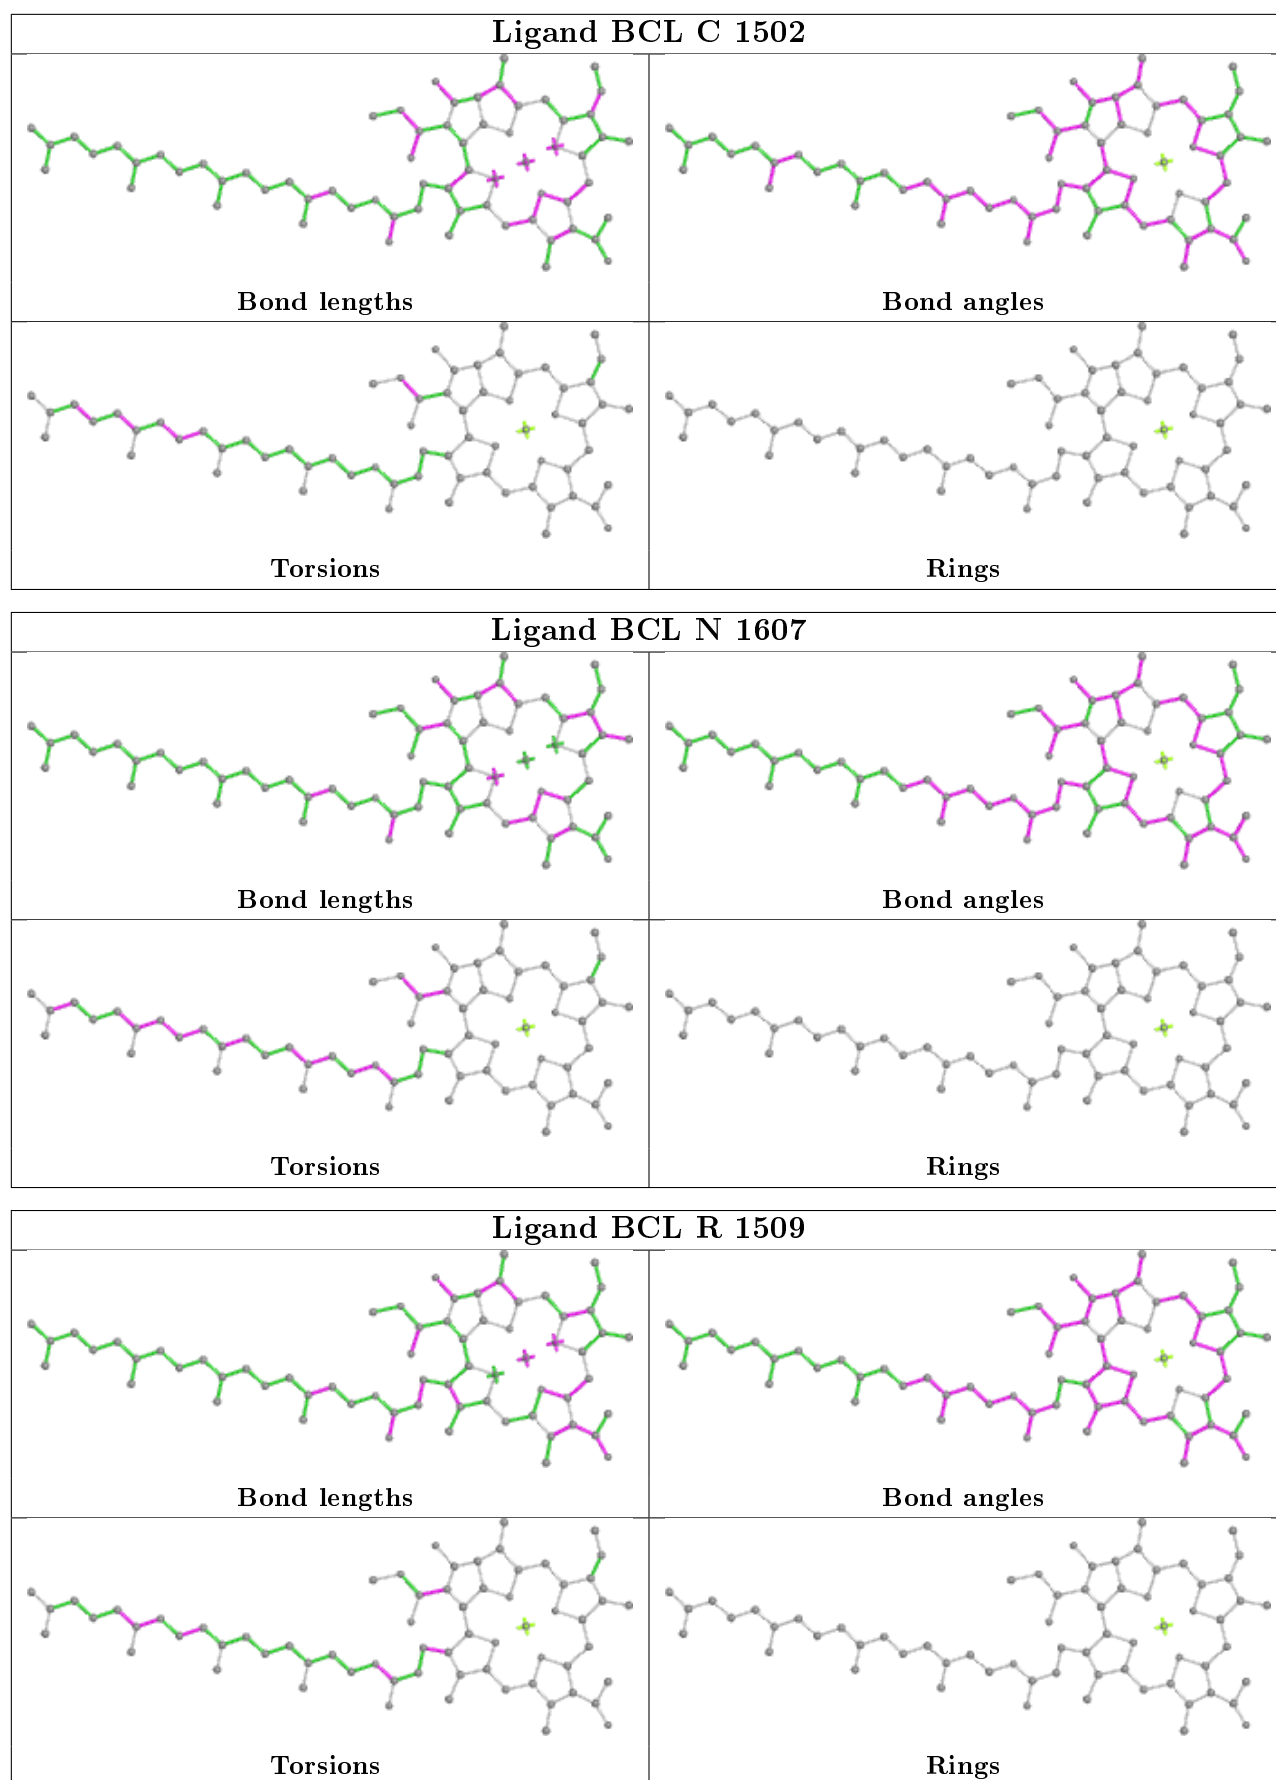 Ligand BCL C 1502
Bond lengths
Bond angles
Torsions
Rings
Ligand BCL N 1607
Bond lengths
Bond angles
Torsions
Rings
Ligand BCL R 1509
Bond lengths
Bond angles
Torsions
Rings